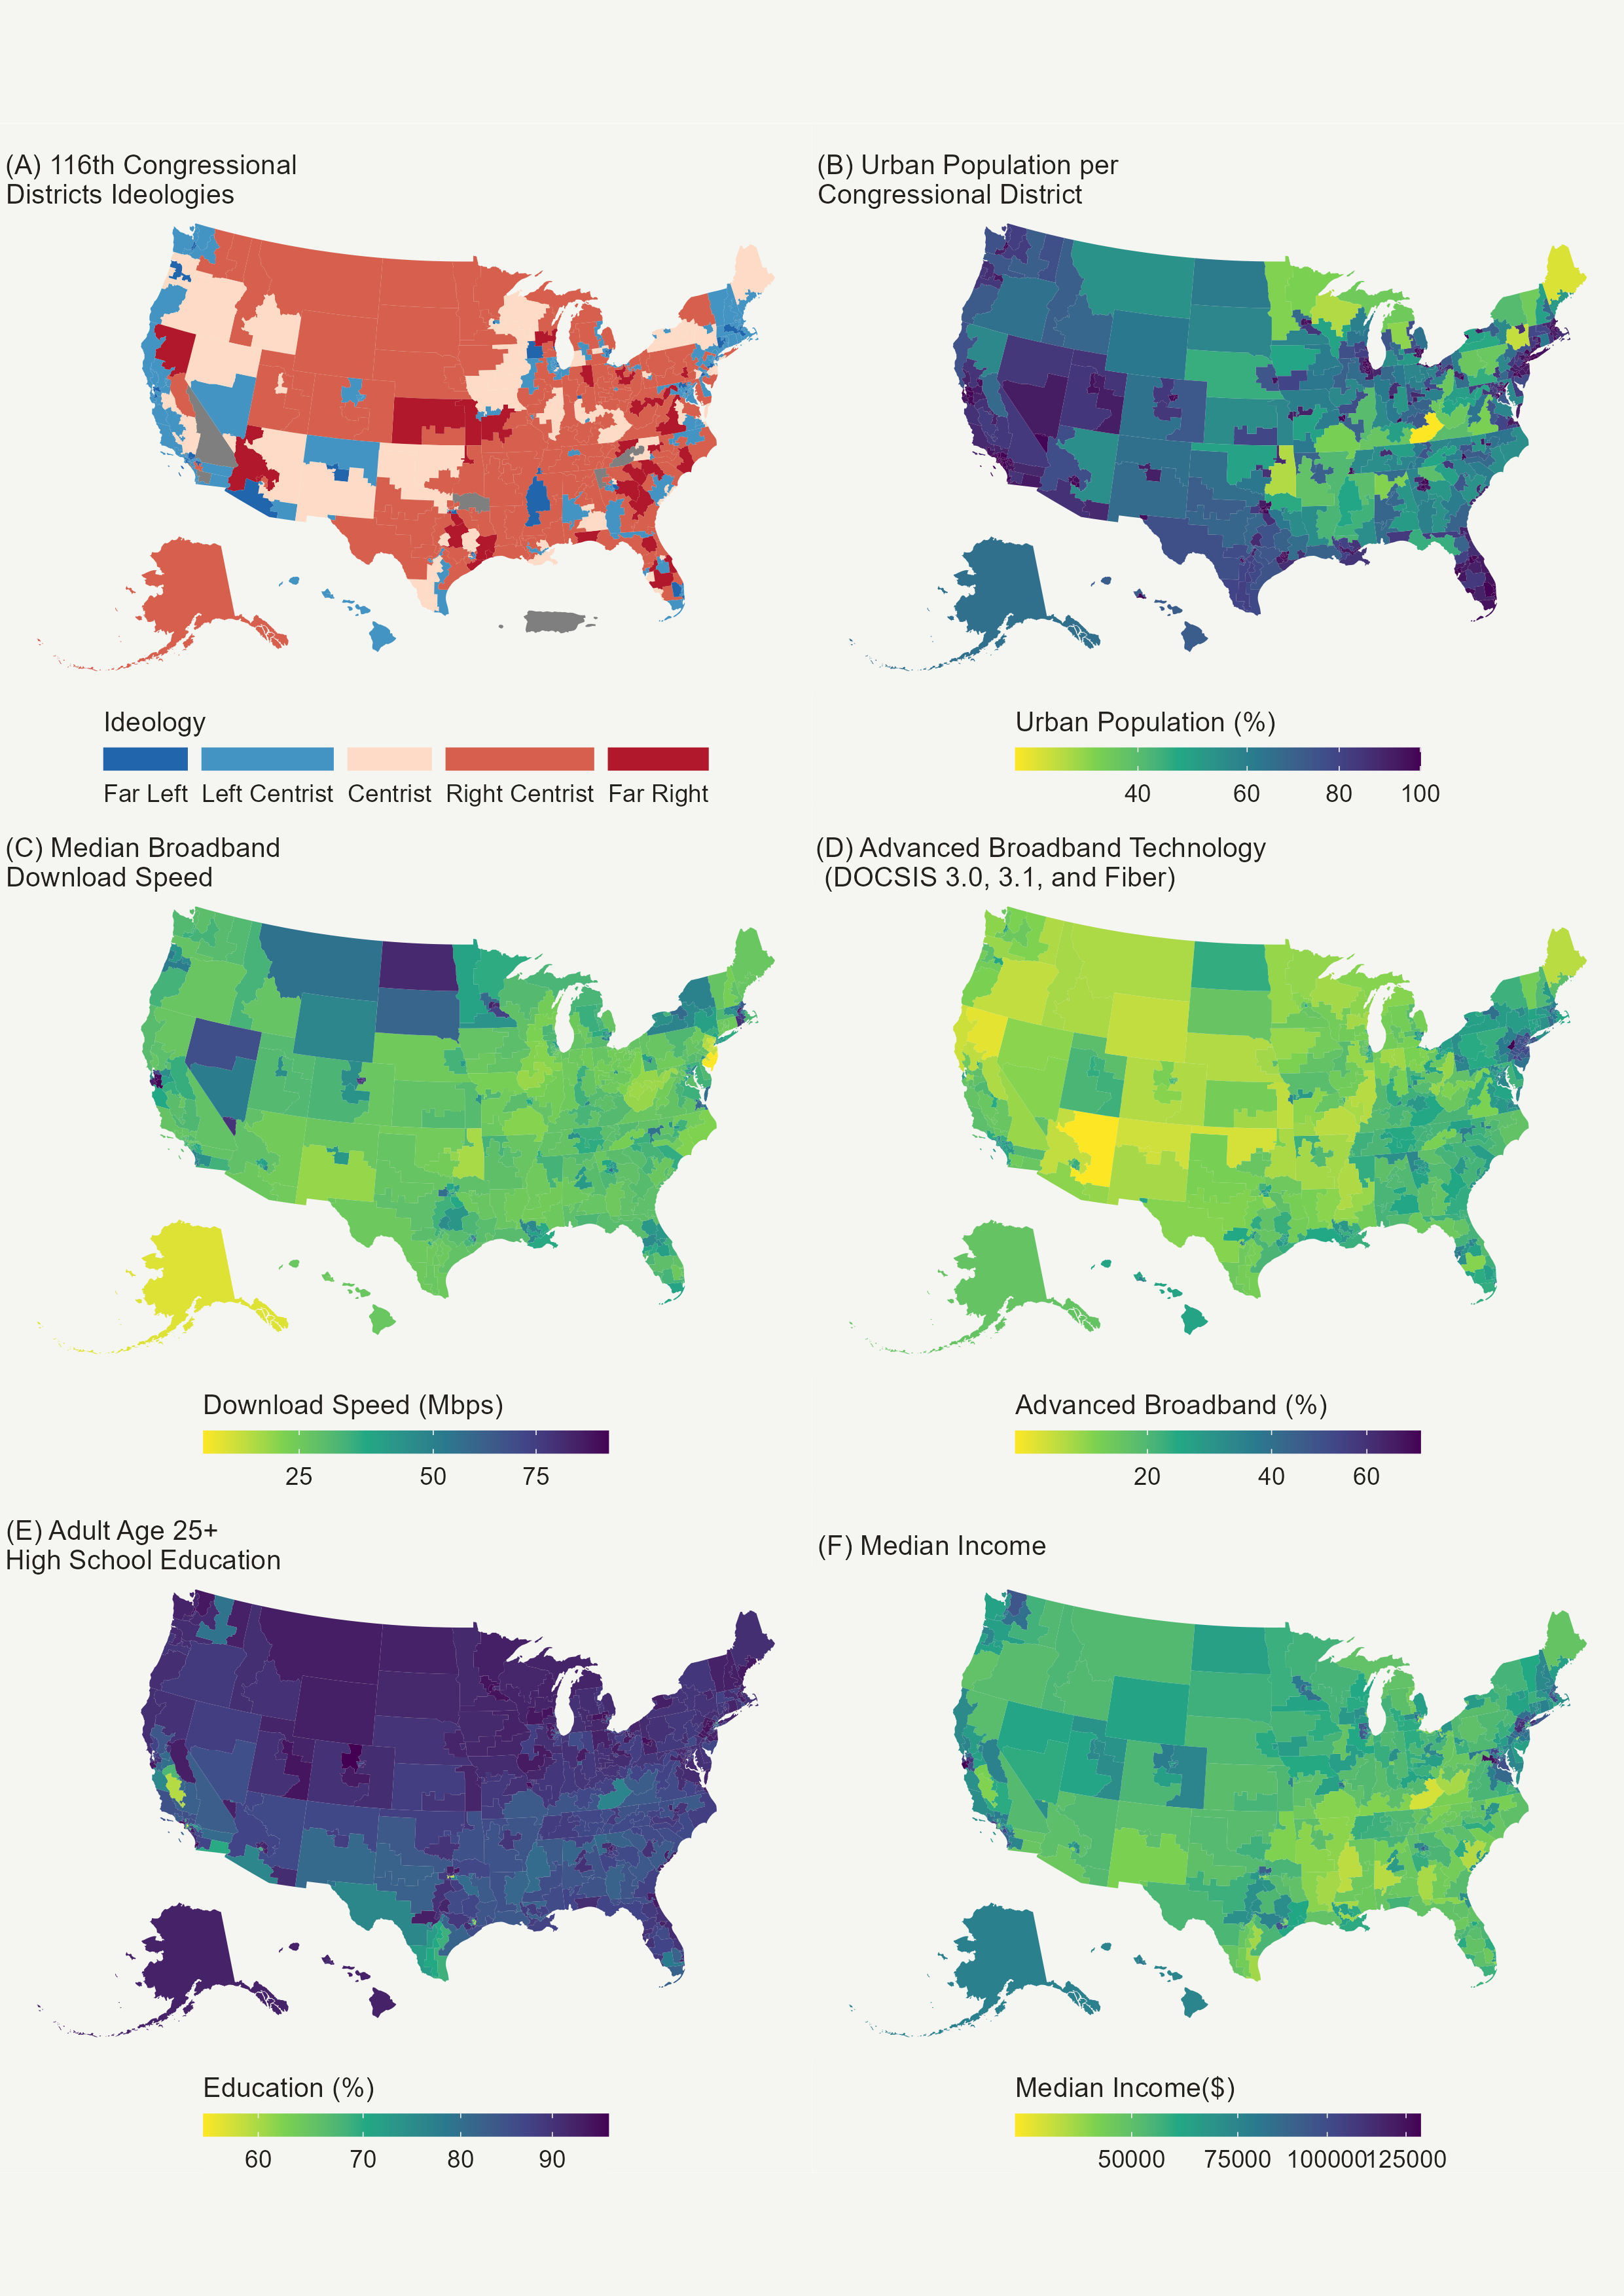 (A) 116th Congressional
Districts Ideologies
(B) Urban Population per
Congressional District
Ideology
Far Left Left Centrist Centrist Right Centrist Far Right
Urban Population (%)
40 60 80 100
(C) Median Broadband
Download Speed
(D) Advanced Broadband Technology
(DOCSIS 3.0, 3.1, and Fiber)
Download Speed (Mbps)
25 50 75
Advanced Broadband (%)
20 40 60
(E) Adult Age 25+
High School Education
(F) Median Income
Education (%)
60 70 80 90
Median Income($)
50000 75000 100000 125000